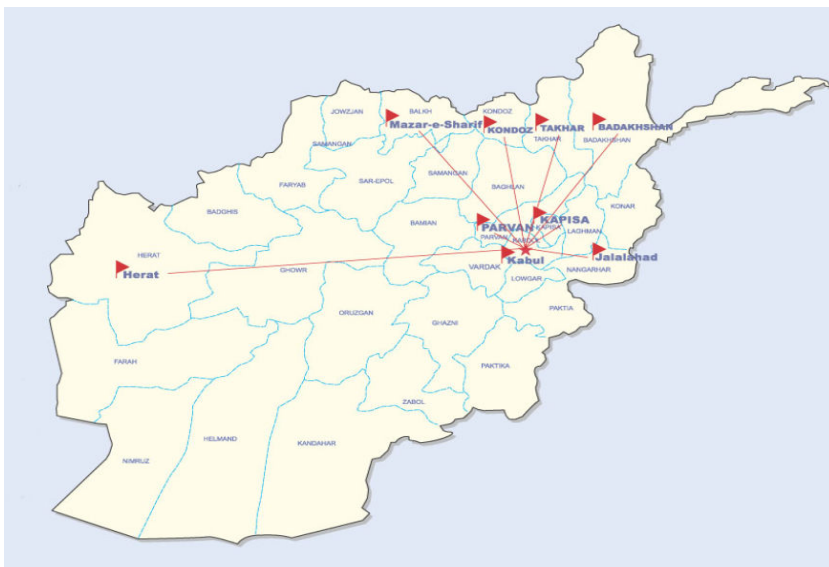 JOWZJAN
BALKH
KONDOZ
Mazar-e-Sharif
KONDOZ
TAKHAR
BADAKHSHAN
TAKHAR
BADAKHSHAN
SAMANGAN
SAR-EPOL
SAMANGAN
BAGHLAN
FARYAB
KONAR
BADGHIS
BAMIAN
PARVAN
KAPISA
KAPISA
LAGHMAN
PARVAN
HERAT
Herat
GHOWR
VARDAK
Kabul
Jalalahad
NANGARHAR
LOWGAR
ORUZGAN
GHAZNI
PAKTIA
FARAH
PAKTIKA
ZABOL
NIMRUZ
HELMAND
KANDAHAR